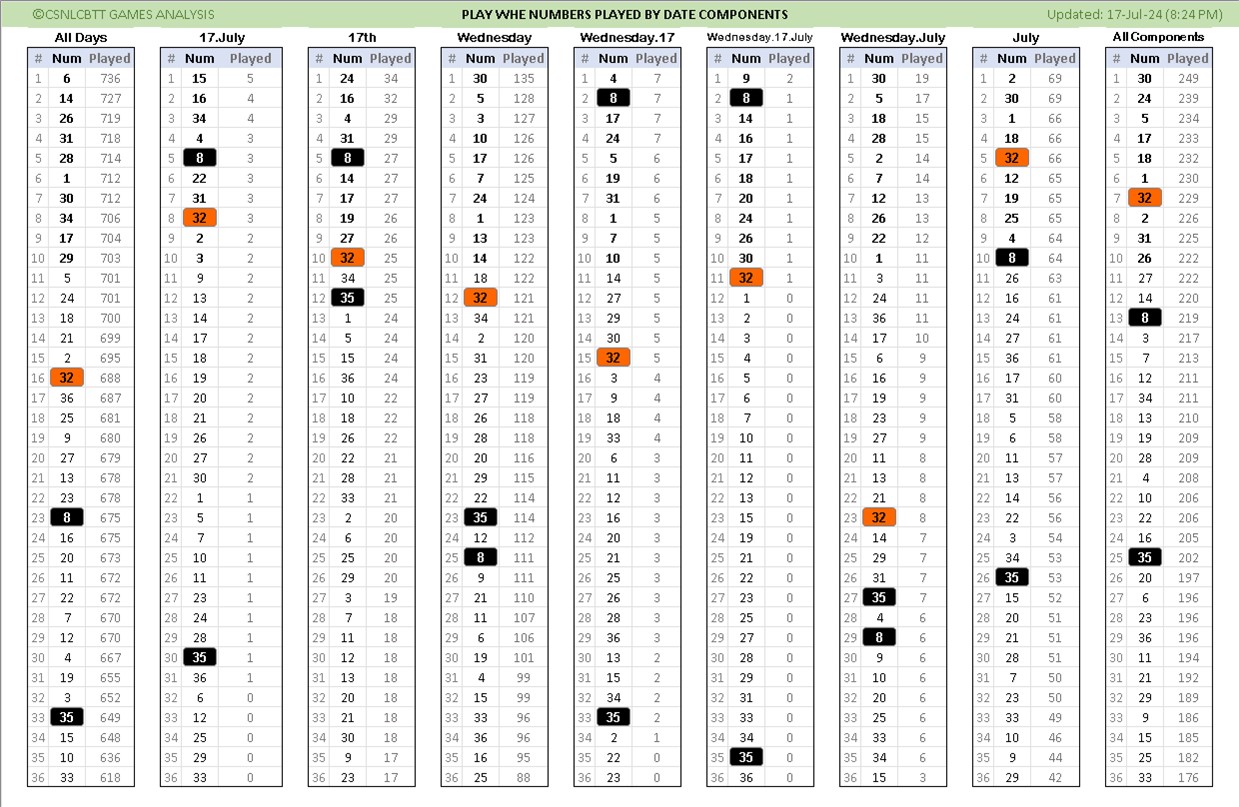 ©CSNLCBTT GAMES ANALYSIS PLAY WHE NUMBERS PLAYED BY DATE COMPONENTS Updated: 17-Jul-24 (8:24 PM)
All Days 17.July 17th Wednesday Wednesday.17 Wednesday.17.July Wednesday.July July All Components
# Num Played # Num Played # Num Played # Num Played # Num Played # Num Played # Num Played # Num Played # Num Played
1 6 736 1 15 5 1 24 34 1 30 135 1 4 7 1 9 2 1 30 19 1 2 69 1 30 249
2 14 727 2 16 4 2 16 32 2 5 128 2 8 7 2 8 1 2 5 17 2 30 69 2 24 239
3 26 719 3 34 4 3 4 29 3 3 127 3 17 7 3 14 1 3 18 15 3 1 66 3 5 234
4 31 718 4 4 3 4 31 29 4 10 126 4 24 7 4 16 1 4 28 15 4 18 66 4 17 233
5 28 714 5 8 3 5 8 27 5 17 126 5 5 6 5 17 1 5 2 14 5 32 66 5 18 232
6 1 712 6 22 3 6 14 27 6 7 125 6 19 6 6 18 1 6 7 14 6 12 65 6 1 230
7 30 712 7 31 3 7 17 27 7 24 124 7 31 6 7 20 1 7 12 13 7 19 65 7 32 229
8 34 706 8 32 3 8 19 26 8 1 123 8 1 5 8 24 1 8 26 13 8 25 65 8 2 226
9 17 704 9 2 2 9 27 26 9 13 123 9 7 5 9 26 1 9 22 12 9 4 64 9 31 225
10 29 703 10 3 2 10 32 25 10 14 122 10 10 5 10 30 1 10 1 11 10 8 64 10 26 222
11 5 701 11 9 2 11 34 25 11 18 122 11 14 5 11 32 1 11 3 11 11 26 63 11 27 222
12 24 701 12 13 2 12 35 25 12 32 121 12 27 5 12 1 0 12 24 11 12 16 61 12 14 220
13 18 700 13 14 2 13 1 24 13 34 121 13 29 5 13 2 0 13 36 11 13 24 61 13 8 219
14 21 699 14 17 2 14 5 24 14 2 120 14 30 5 14 3 0 14 17 10 14 27 61 14 3 217
15 2 695 15 18 2 15 15 24 15 31 120 15 32 5 15 4 0 15 6 9 15 36 61 15 7 213
16 32 688 16 19 2 16 36 24 16 23 119 16 3 4 16 5 0 16 16 9 16 17 60 16 12 211
17 36 687 17 20 2 17 10 22 17 27 119 17 9 4 17 6 0 17 19 9 17 31 60 17 34 211
18 25 681 18 21 2 18 18 22 18 26 118 18 18 4 18 7 0 18 23 9 18 5 58 18 13 210
19 9 680 19 26 2 19 26 22 19 28 118 19 33 4 19 10 0 19 27 9 19 6 58 19 19 209
20 27 679 20 27 2 20 22 21 20 20 116 20 6 3 20 11 0 20 11 8 20 11 57 20 28 209
21 13 678 21 30 2 21 28 21 21 29 115 21 11 3 21 12 0 21 13 8 21 13 57 21 4 208
22 23 678 22 1 1 22 33 21 22 22 114 22 12 3 22 13 0 22 21 8 22 14 56 22 10 206
23 8 675 23 5 1 23 2 20 23 35 114 23 16 3 23 15 0 23 32 8 23 22 56 23 22 206
24 16 675 24 7 1 24 6 20 24 12 112 24 20 3 24 19 0 24 14 7 24 3 54 24 16 205
25 20 673 25 10 1 25 25 20 25 8 111 25 21 3 25 21 0 25 29 7 25 34 53 25 35 202
26 11 672 26 11 1 26 29 20 26 9 111 26 25 3 26 22 0 26 31 7 26 35 53 26 20 197
27 22 672 27 23 1 27 3 19 27 21 110 27 26 3 27 23 0 27 35 7 27 15 52 27 6 196
28 7 670 28 24 1 28 7 18 28 11 107 28 28 3 28 25 0 28 4 6 28 20 51 28 23 196
29 12 670 29 28 1 29 11 18 29 6 106 29 36 3 29 27 0 29 8 6 29 21 51 29 36 196
30 4 667 30 35 1 30 12 18 30 19 101 30 13 2 30 28 0 30 9 6 30 28 51 30 11 194
31 19 655 31 36 1 31 13 18 31 4 99 31 15 2 31 29 0 31 10 6 31 7 50 31 21 192
32 3 652 32 6 0 32 20 18 32 15 99 32 34 2 32 31 0 32 20 6 32 23 50 32 29 189
33 35 649 33 12 0 33 21 18 33 33 96 33 35 2 33 33 0 33 25 6 33 33 49 33 9 186
34 15 648 34 25 0 34 30 18 34 36 96 34 2 1 34 34 0 34 33 6 34 10 46 34 15 185
35 10 636 35 29 0 35 9 17 35 16 95 35 22 0 35 35 0 35 34 6 35 9 44 35 25 182
36 33 618 36 33 0 36 23 17 36 25 88 36 23 0 36 36 0 36 15 3 36 29 42 36 33 176